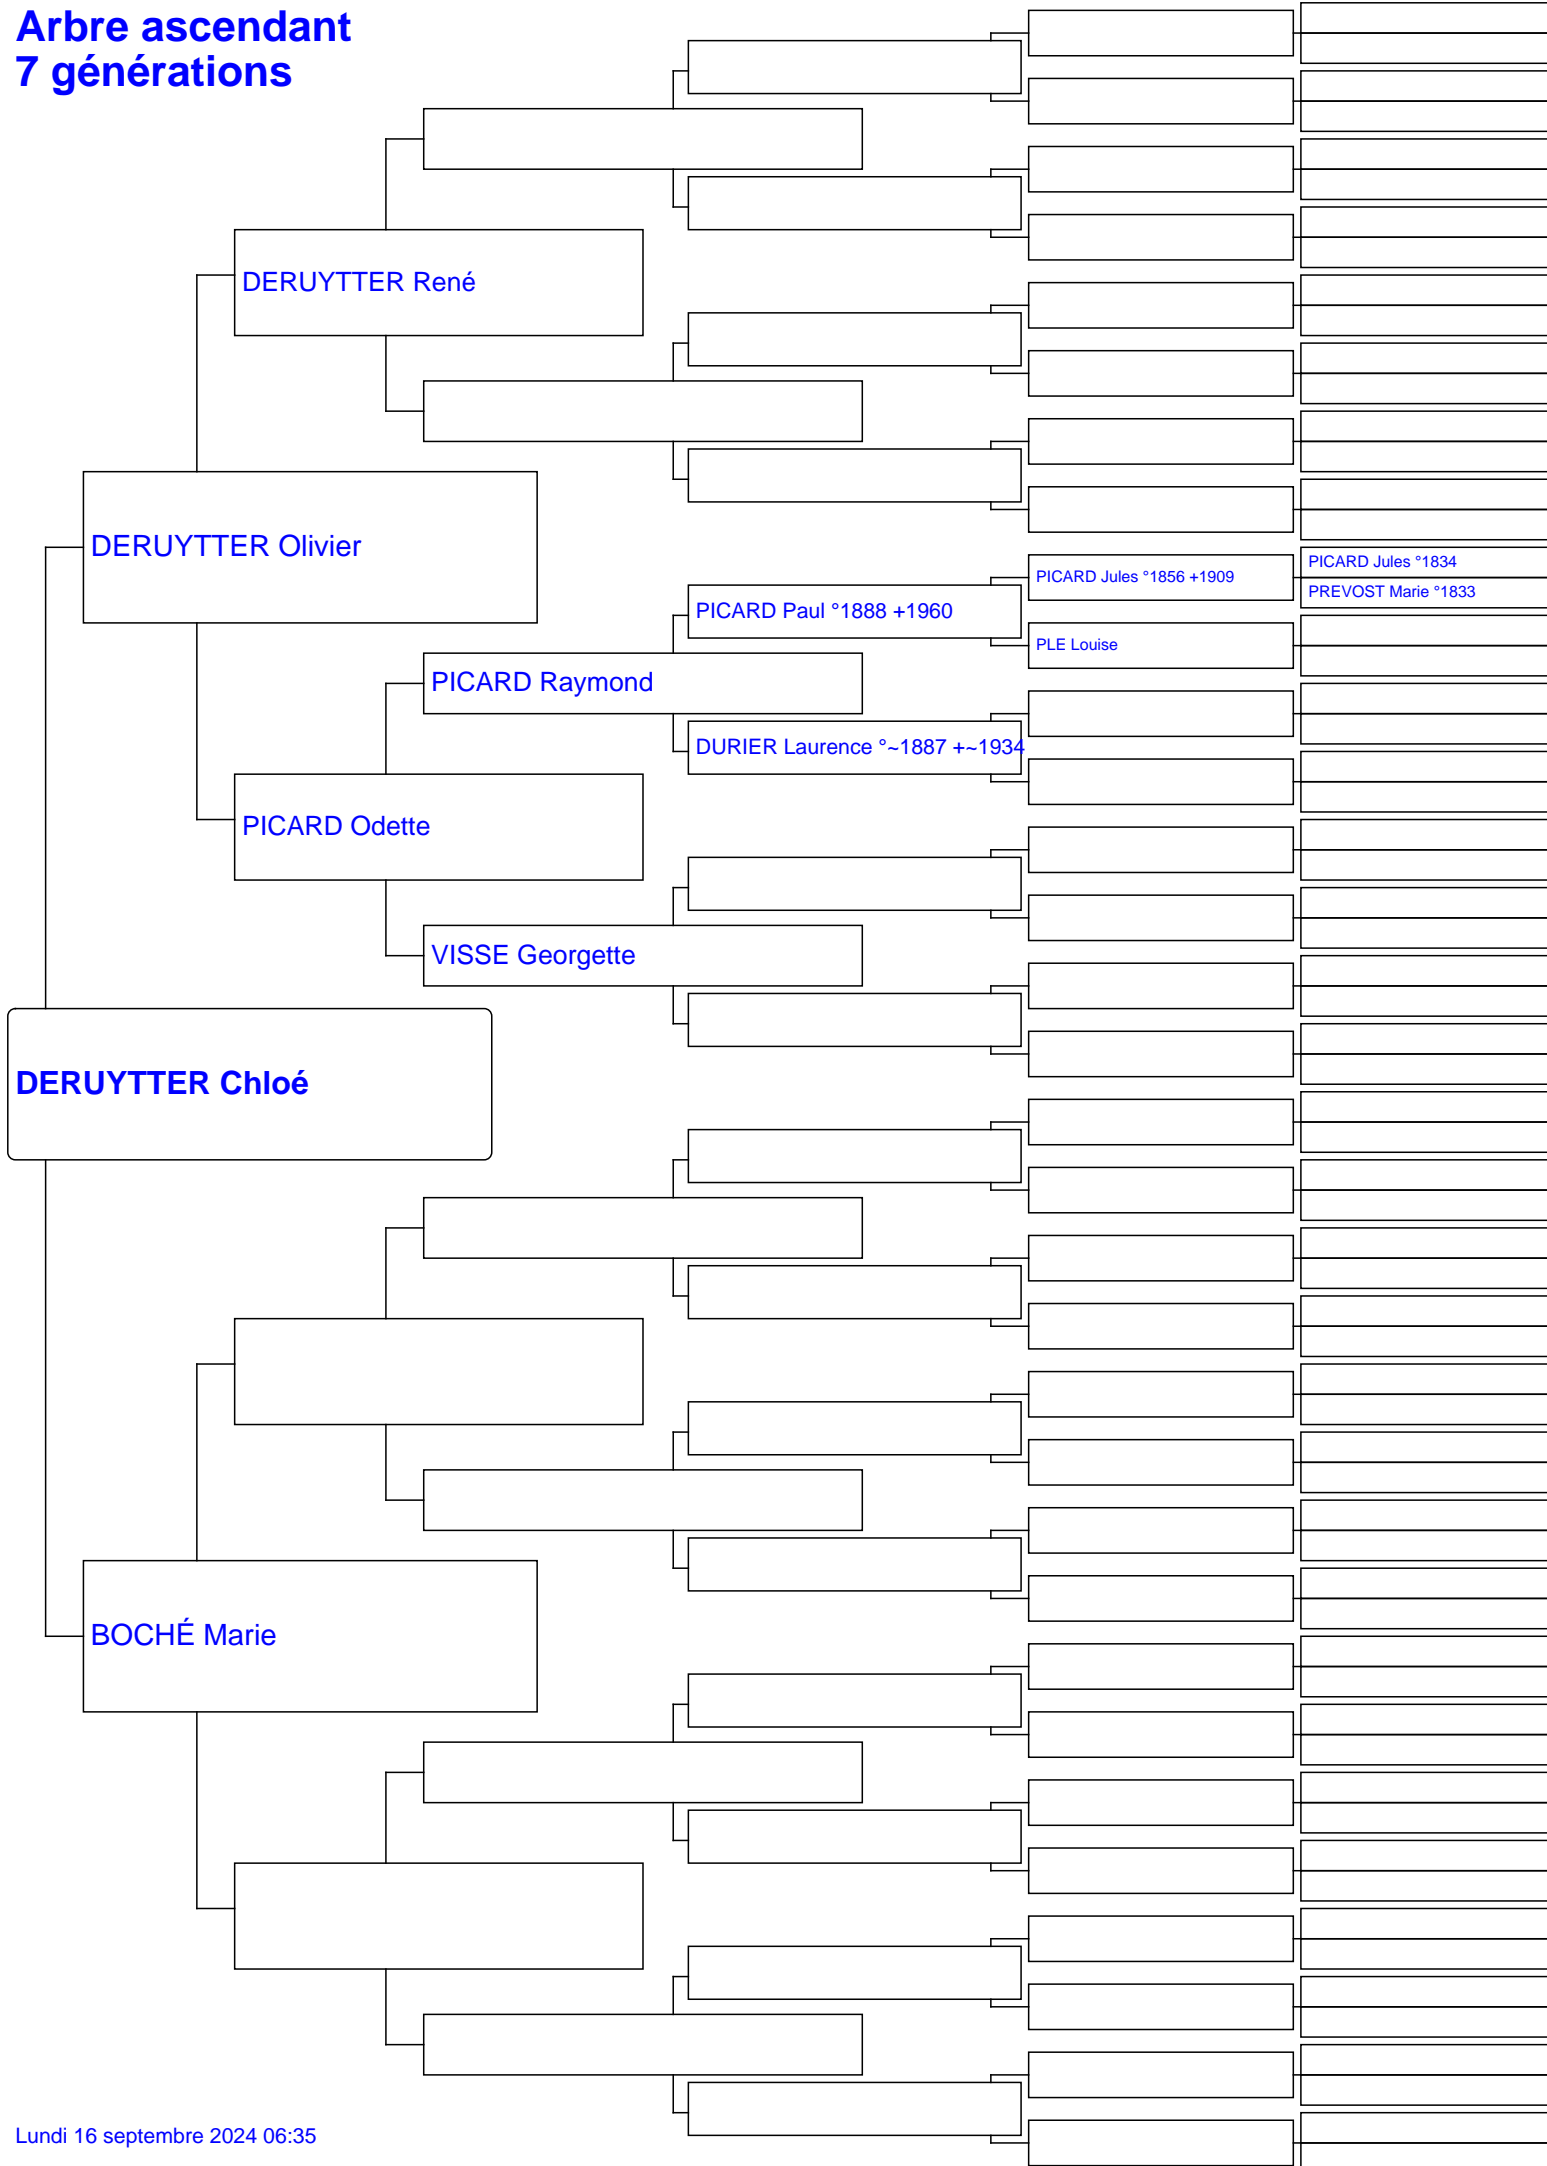 Arbre ascendant
7 générations
DERUYTTER René
DERUYTTER Olivier
PICARD Jules °1834
PICARD Jules °1856 +1909
PREVOST Marie °1833
PICARD Paul °1888 +1960
PLE Louise
PICARD Raymond
DURIER Laurence °~1887 +~1934
PICARD Odette
VISSE Georgette
DERUYTTER Chloé
BOCHÉ Marie
Lundi 16 septembre 2024 06:35